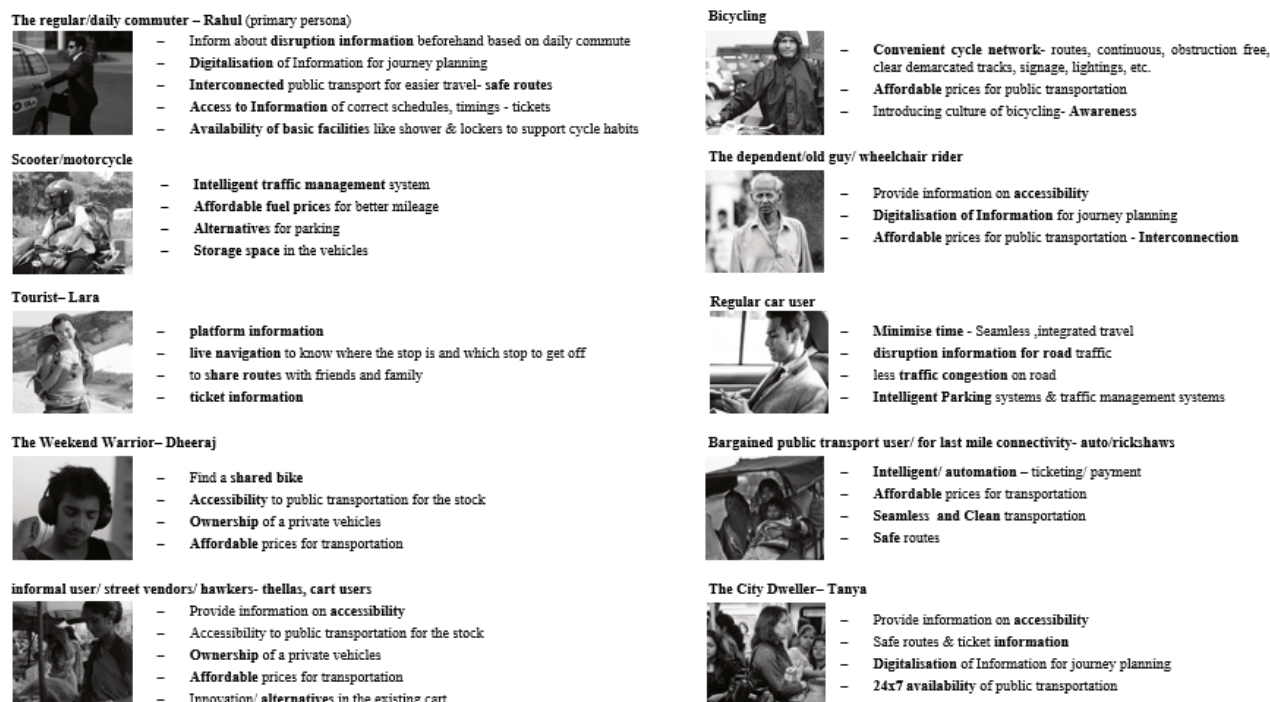 The regular/daily commuter – Rahul (primary persona)
– Inform about disruption information beforehand based on daily commute
– Digitalisation of Information for journey planning
– Interconnected public transport for easier travel- safe routes
– Access to Information of correct schedules, timings - tickets
– Availability of basic facilities like shower & lockers to support cycle habits
Scooter/motorcycle
– Intelligent traffic management system
– Affordable fuel prices for better mileage
– Alternatives for parking
– Storage space in the vehicles
Tourist– Lara
– platform information
– live navigation to know where the stop is and which stop to get off
– to share routes with friends and family
– ticket information
The Weekend Warrior– Dheeraj
– Find a shared bike
– Accessibility to public transportation for the stock
– Ownership of a private vehicles
– Affordable prices for transportation
informal user/ street vendors/ hawkers- thellas, cart users
– Provide information on accessibility
– Accessibility to public transportation for the stock
– Ownership of a private vehicles
– Affordable prices for transportation
– Innovation/ alternatives in the existing cart
Bicycling
– Convenient cycle network- routes, continuous, obstruction free,
clear demarcated tracks, signage, lightings, etc.
– Affordable prices for public transportation
– Introducing culture of bicycling- Awareness
The dependent/old guy/ wheelchair rider
– Provide information on accessibility
– Digitalisation of Information for journey planning
– Affordable prices for public transportation - Interconnection
Regular car user
– Minimise time - Seamless ,integrated travel
– disruption information for road traffic
– less traffic congestion on road
– Intelligent Parking systems & traffic management systems
Bargained public transport user/ for last mile connectivity- auto/rickshaws
– Intelligent/ automation – ticketing/ payment
– Affordable prices for transportation
– Seamless and Clean transportation
– Safe routes
The City Dweller– Tanya
– Provide information on accessibility
– Safe routes & ticket information
– Digitalisation of Information for journey planning
– 24x7 availability of public transportation